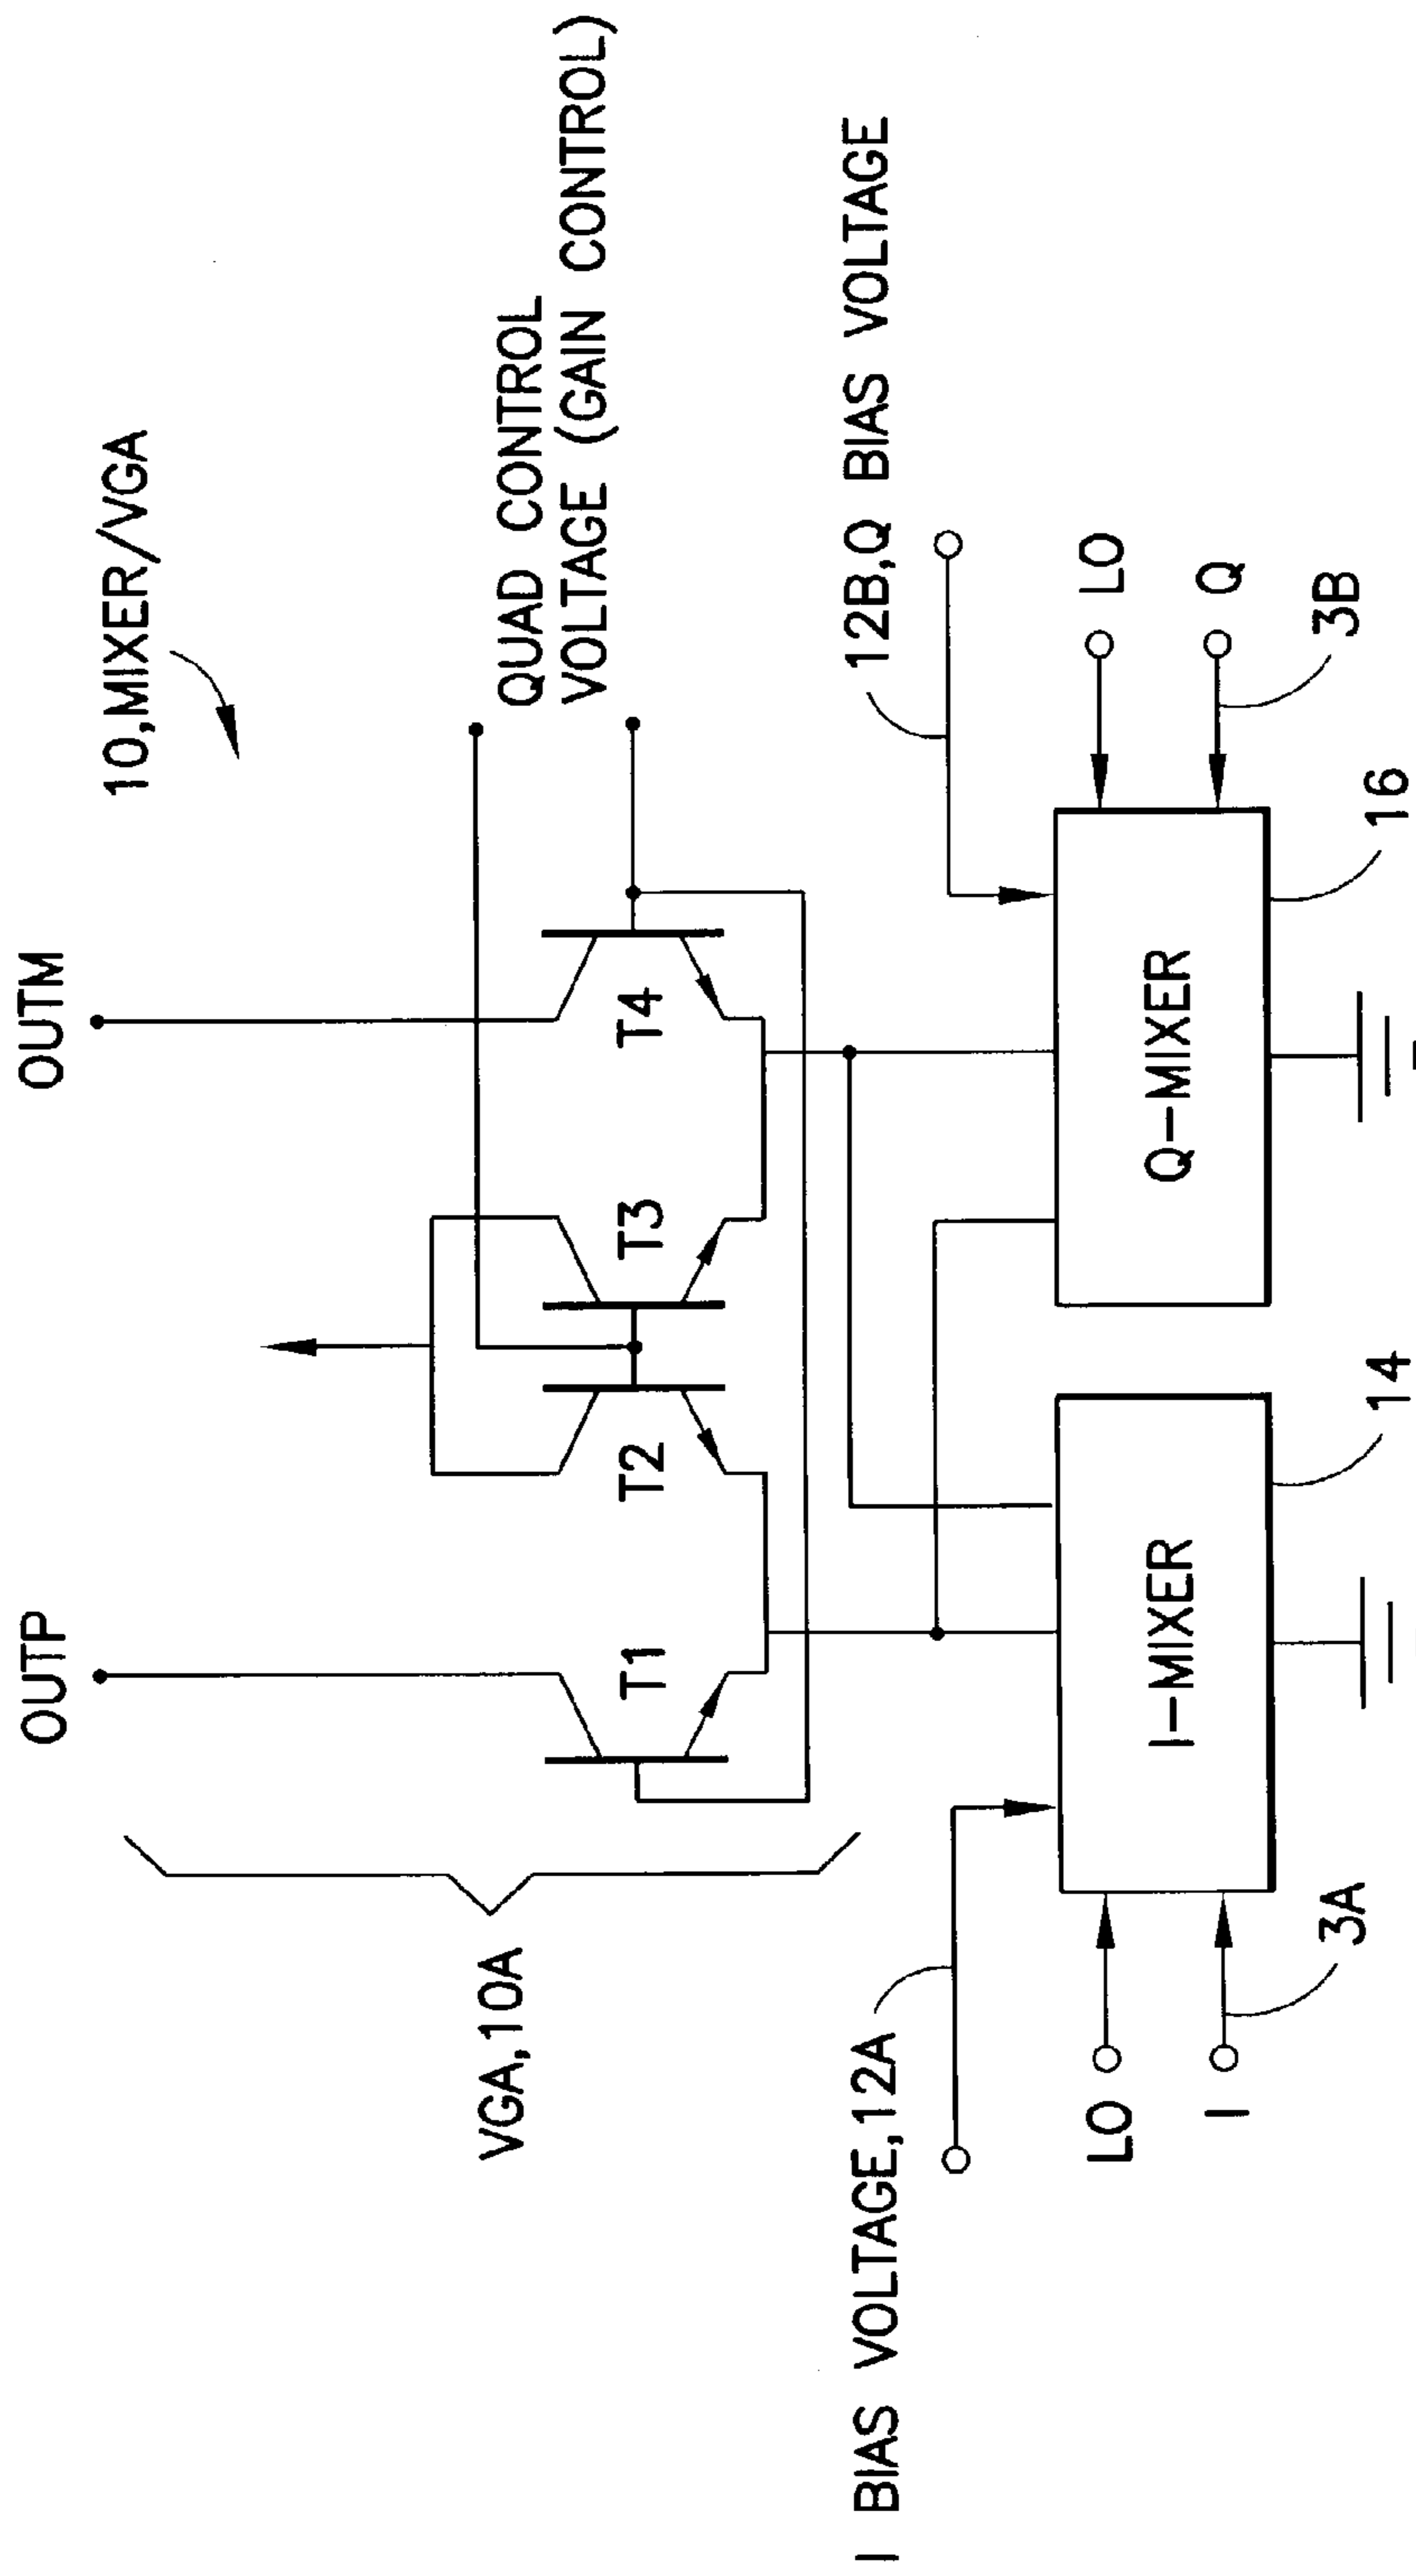 10,MIXER/VGA
OUTP
OUTM
QUAD CONTROL
VOLTAGE (GAIN CONTROL)
T1
T2
T3
T4
VGA,10A
I BIAS VOLTAGE,12A
12B,Q BIAS VOLTAGE
LO
I
3A
I-MIXER
14
Q-MIXER
16
LO
Q
3B